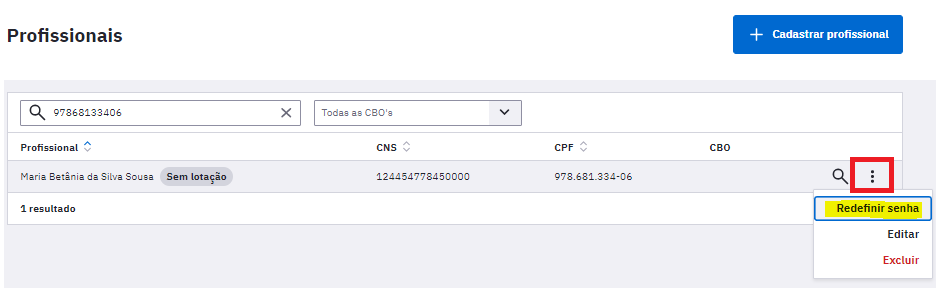 Profissionais
Cadastrar profissional
97868133406
Todas as CBO's
Profissional CNS CPF CBO
Maria Betânia da Silva Sousa Sem lotação 124454778450000 978.681.334-06
1 resultado
Redefinir senha
Editar
Excluir